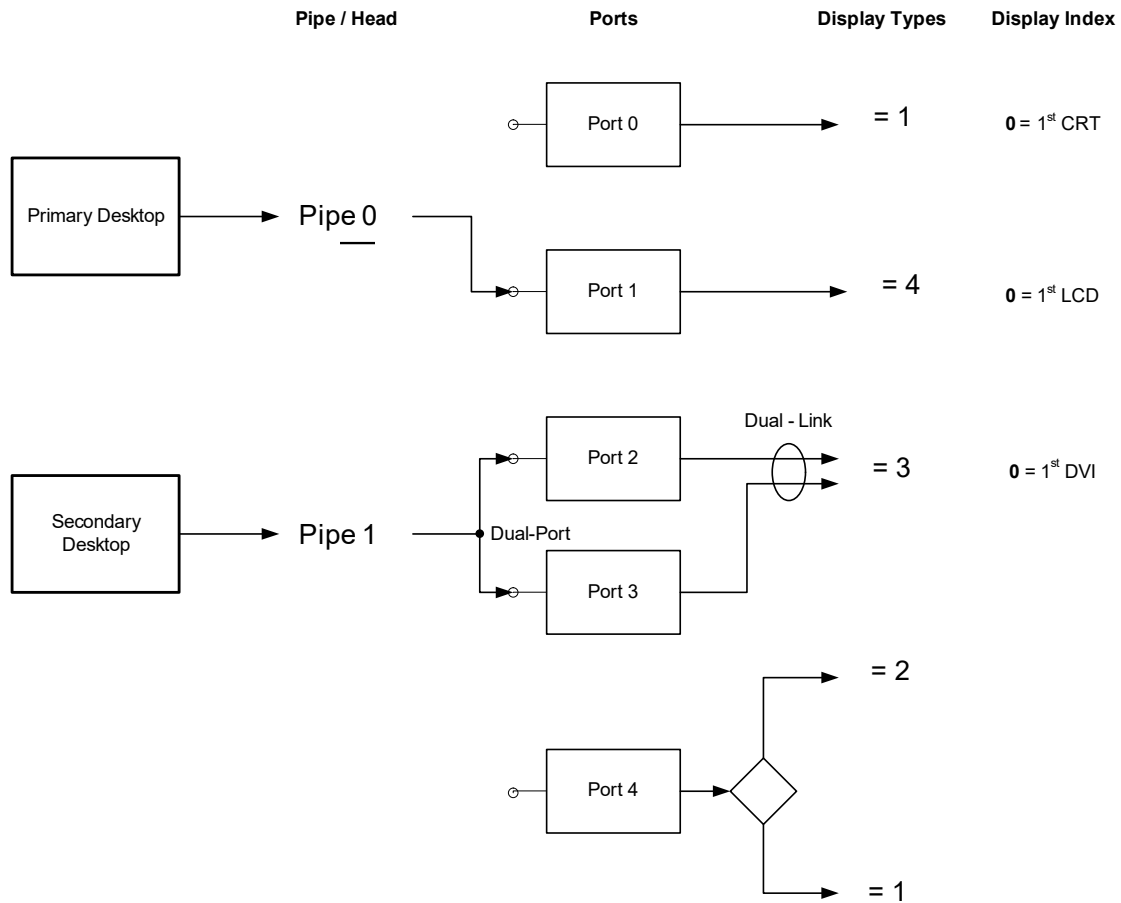 Pipe / Head
Ports
Display Types
Display Index
Port 0
= 1
0 = 1st CRT
Primary Desktop
Pipe 0
Port 1
= 4
0 = 1st LCD
Dual - Link
Port 2
= 3
0 = 1st DVI
Secondary
Desktop
Pipe 1
Dual-Port
Port 3
= 2
Port 4
= 1